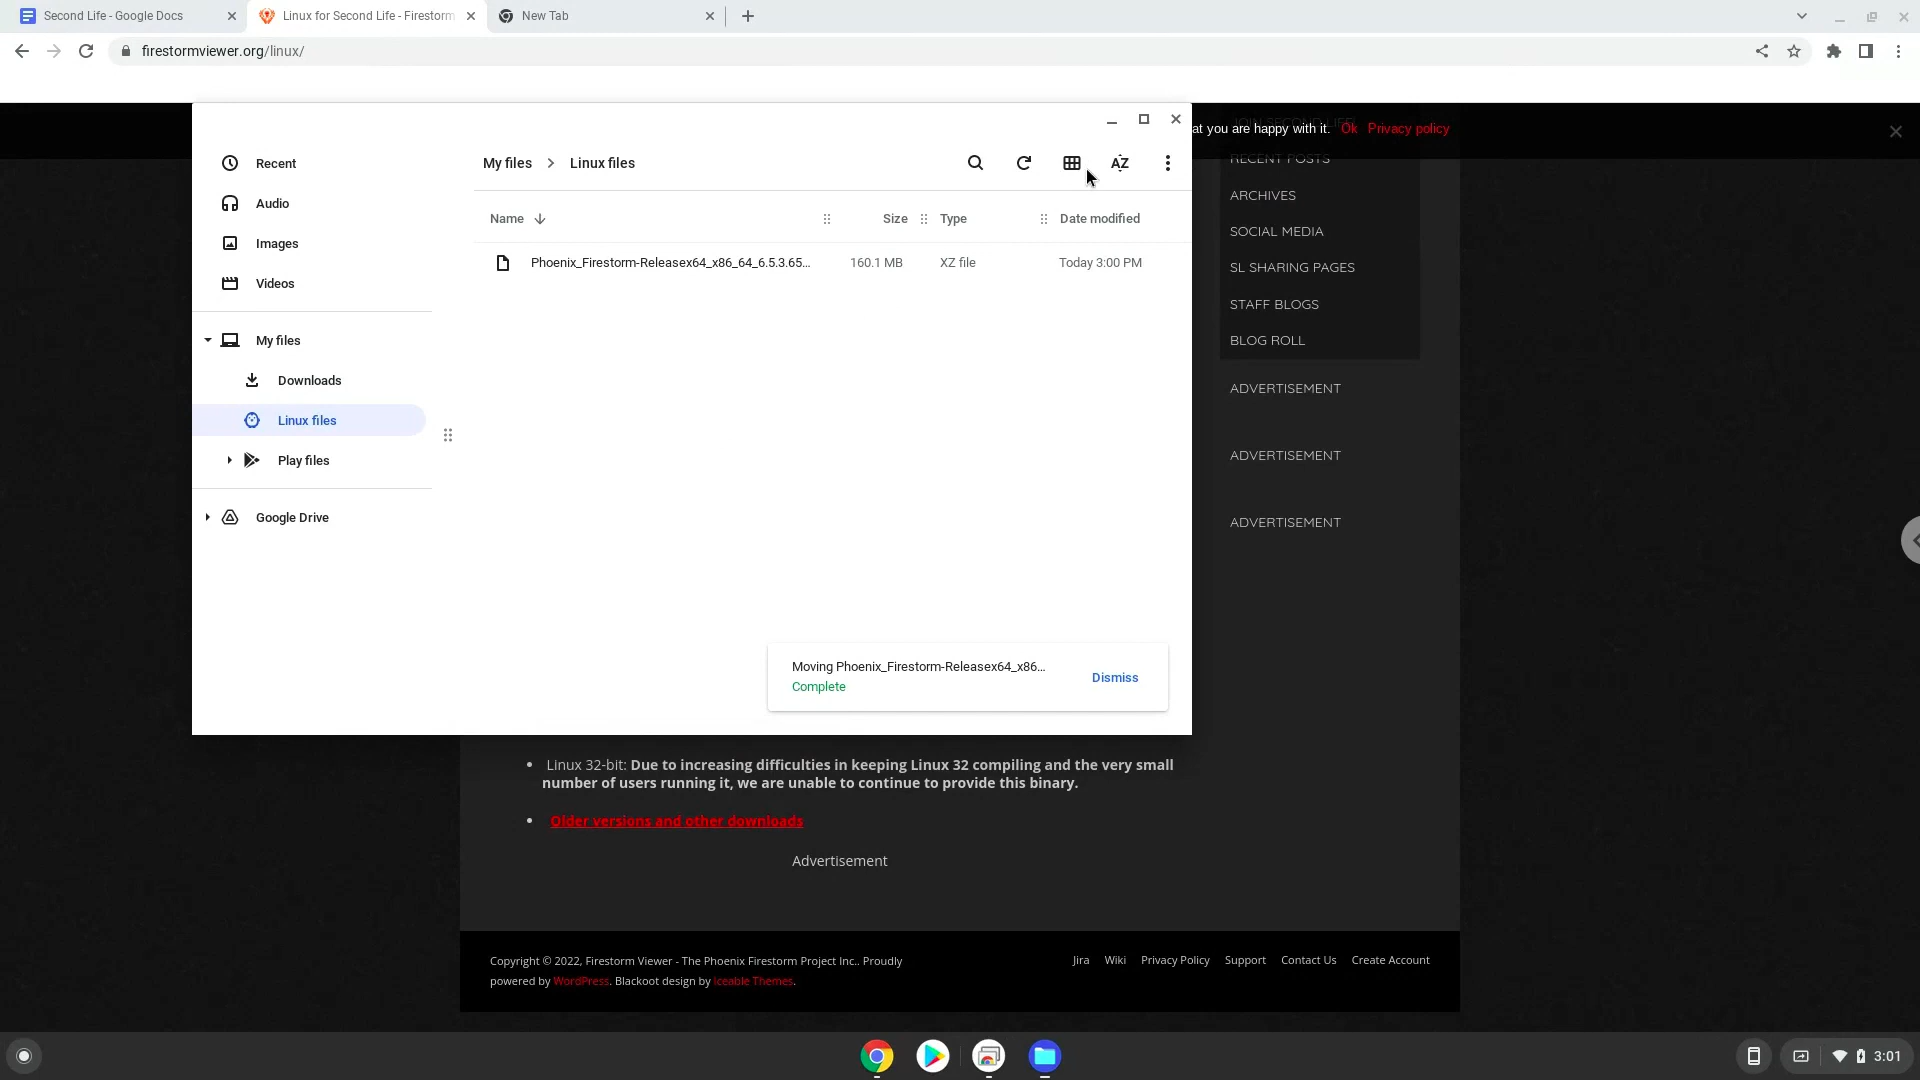 Second Life - Google Docs
Linux for Second Life - Firestorm
New Tab
firestormviewer.org/linux/
at you are happy with it. Ok Privacy policy
Recent
Audio
Images
Videos
My files
Downloads
Linux files
Play files
Google Drive
My files > Linux files
AZ
Name Size Type Date modified
Phoenix_Firestorm-Releasex64_x86_64_6.5.3.65... 160.1 MB XZ file Today 3:00 PM
Moving Phoenix_Firestorm-Releasex64_x86...
Complete
Dismiss
JOIN SECOND LIFE
RECENT POSTS
ARCHIVES
SOCIAL MEDIA
SL SHARING PAGES
STAFF BLOGS
BLOG ROLL
ADVERTISEMENT
ADVERTISEMENT
ADVERTISEMENT
Linux 32-bit: Due to increasing difficulties in keeping Linux 32 compiling and the very small
number of users running it, we are unable to continue to provide this binary.
Older versions and other downloads
Advertisement
Copyright © 2022, Firestorm Viewer - The Phoenix Firestorm Project Inc.. Proudly
powered by WordPress. Blackoot design by Iceable Themes.
Jira Wiki Privacy Policy Support Contact Us Create Account
3:01